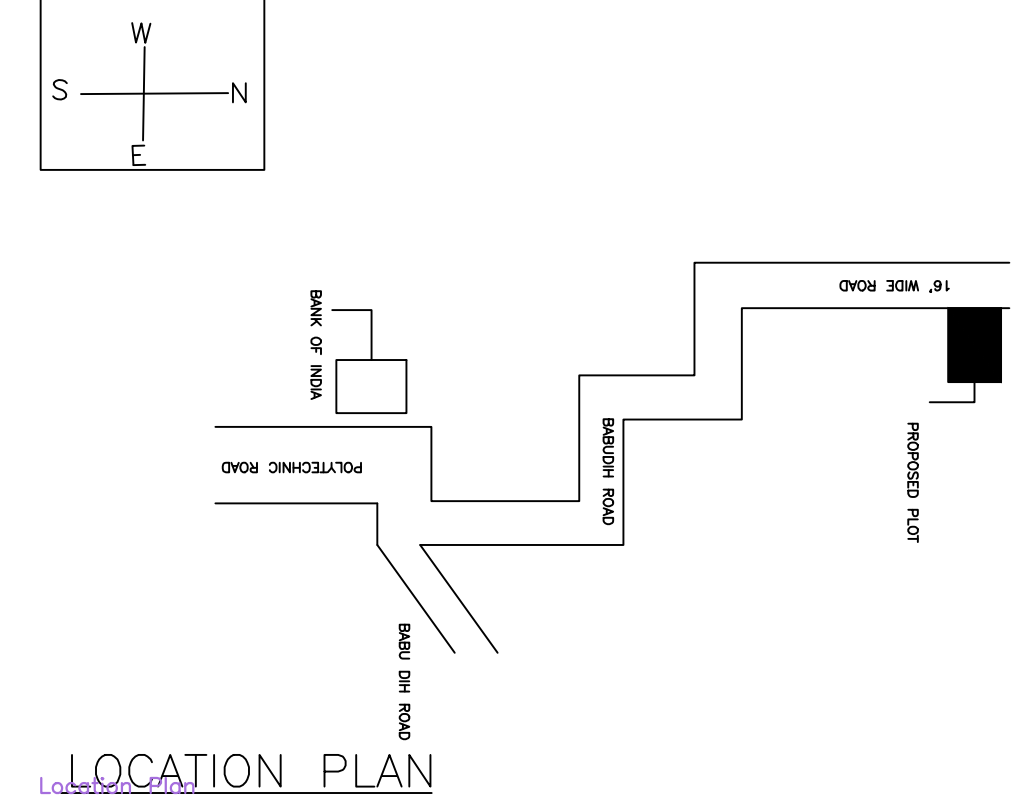 W
S
N
E
16' WIDE ROAD
BANK OF INDIA
BABUDIH ROAD
PROPOSED PLOT
POLYTECHNIC ROAD
BABU DIH ROAD
LOCATION PLAN
Location Plan